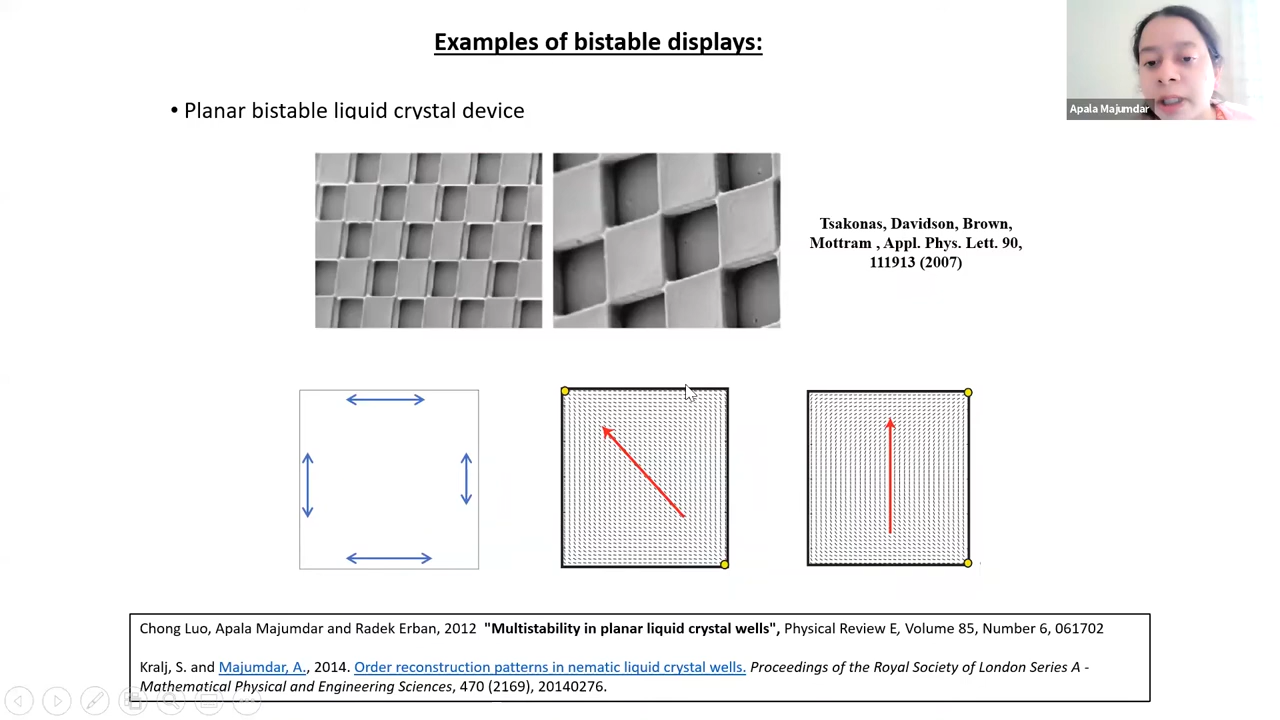 Examples of bistable displays:
Apala Majumdar
• Planar bistable liquid crystal device
Tsakonas, Davidson, Brown,
Mottram , Appl. Phys. Lett. 90,
111913 (2007)
Chong Luo, Apala Majumdar and Radek Erban, 2012 "Multistability in planar liquid crystal wells", Physical Review E, Volume 85, Number 6, 061702
Kralj, S. and Majumdar, A., 2014. Order reconstruction patterns in nematic liquid crystal wells. Proceedings of the Royal Society of London Series A -
Mathematical Physical and Engineering Sciences, 470 (2169), 20140276.